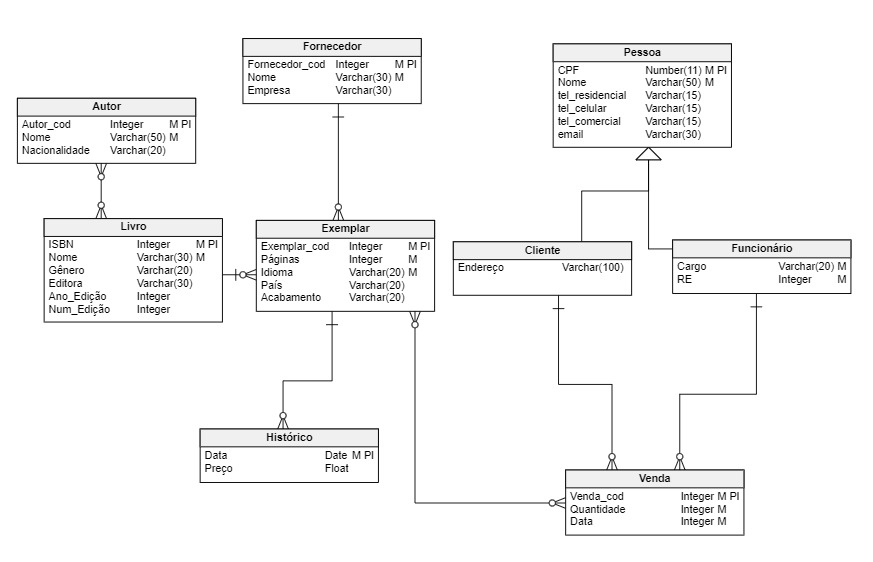 Fornecedor
Fornecedor_cod Integer M PI
Nome Varchar(30) M
Empresa Varchar(30)
Pessoa
CPF Number(11) M PI
Nome Varchar(50) M
tel_residencial Varchar(15)
tel_celular Varchar(15)
tel_comercial Varchar(15)
email Varchar(30)
Autor
Autor_cod Integer M PI
Nome Varchar(50) M
Nacionalidade Varchar(20)
Livro
ISBN Integer M PI
Nome Varchar(30) M
Gênero Varchar(20)
Editora Varchar(30)
Ano_Edição Integer
Num_Edição Integer
Exemplar
Exemplar_cod Integer M PI
Páginas Integer M
Idioma Varchar(20) M
País Varchar(20)
Acabamento Varchar(20)
Cliente
Endereço Varchar(100)
Funcionário
Cargo Varchar(20) M
RE Integer M
Histórico
Data Date M PI
Preço Float
Venda
Venda_cod Integer M PI
Quantidade Integer M
Data Integer M